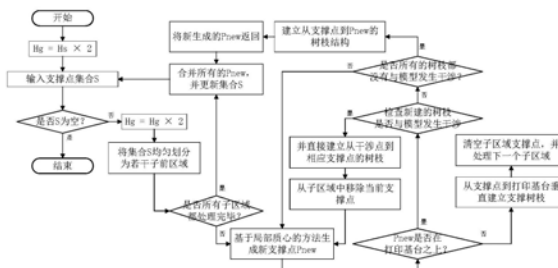 开始
Hg = Hs × 2
输入支撑点集合S
是否S为空?
否
是
结束
Hg = Hg × 2
将集合S均匀划分
为若干子前区域
是否所有子区域
都处理完毕?
是
否
合并所有的Pnew,
并更新集合S
将新生成的Pnew返回
建立从支撑点到Pnew的
树枝结构
是
是否所有的树枝都
没有与模型发生干涉?
否
否
检查新建的树枝
是否与模型发生干涉
是
并直接建立从干涉点到
相应支撑点的树枝
从子区域中移除当前支
撑点
基于局部质心的方法生
成新支撑点Pnew
是
Pnew是否在
打印基台之上?
否
从支撑点到打印基台垂
直建立支撑树枝
清空子区域支撑点,并
处理下一个子区域